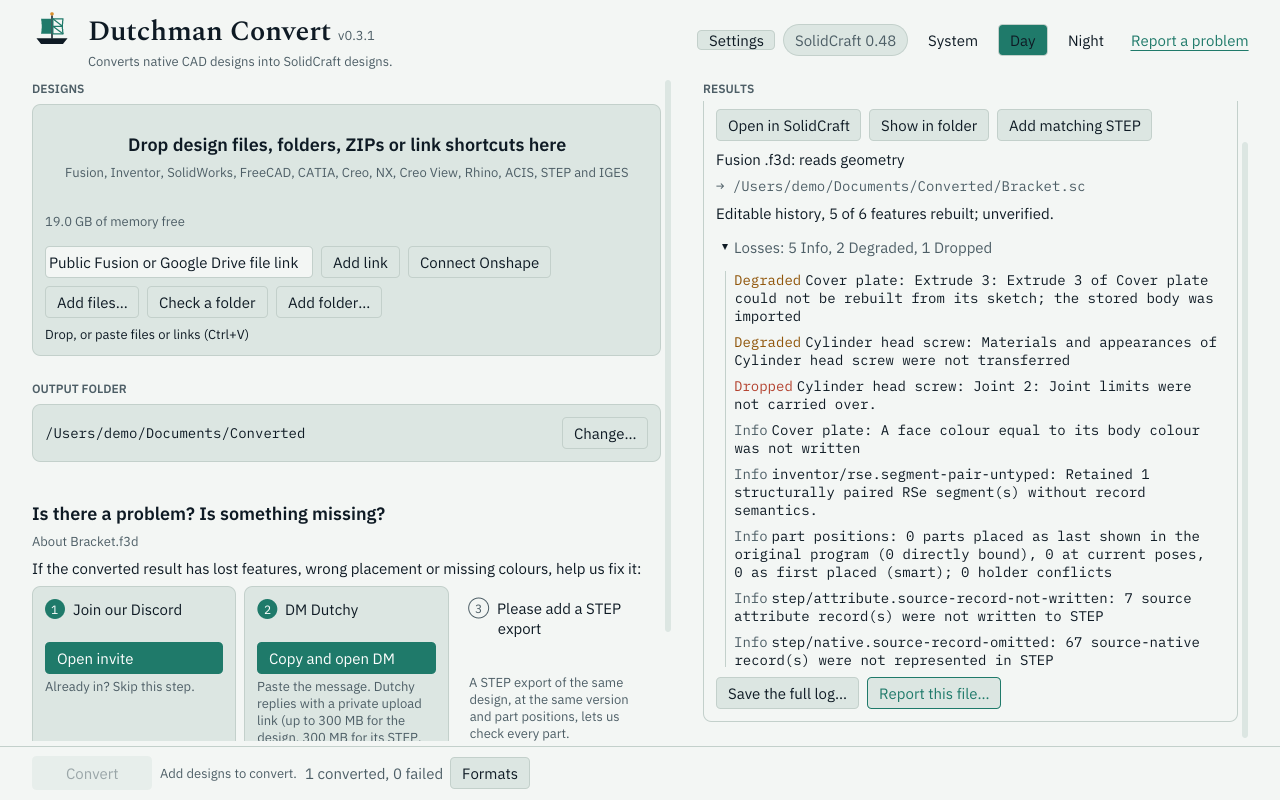 Dutchman Convert v0.3.1
Converts native CAD designs into SolidCraft designs.
Settings
SolidCraft 0.48
System
Day
Night
Report a problem
DESIGNS
Drop design files, folders, ZIPs or link shortcuts here
Fusion, Inventor, SolidWorks, FreeCAD, CATIA, Creo, NX, Creo View, Rhino, ACIS, STEP and IGES
19.0 GB of memory free
Public Fusion or Google Drive file link
Add link
Connect Onshape
Add files...
Check a folder
Add folder...
Drop, or paste files or links (Ctrl+V)
OUTPUT FOLDER
/Users/demo/Documents/Converted
Change...
Is there a problem? Is something missing?
About Bracket.f3d
If the converted result has lost features, wrong placement or missing colours, help us fix it:
1 Join our Discord
Open invite
Already in? Skip this step.
2 DM Dutchy
Copy and open DM
Paste the message. Dutchy
replies with a private upload
link (up to 300 MB for the
design, 300 MB for its STEP.
3 Please add a STEP
export
A STEP export of the same
design, at the same version
and part positions, lets us
check every part.
RESULTS
Open in SolidCraft
Show in folder
Add matching STEP
Fusion .f3d: reads geometry
→ /Users/demo/Documents/Converted/Bracket.sc
Editable history, 5 of 6 features rebuilt; unverified.
▾ Losses: 5 Info, 2 Degraded, 1 Dropped
Degraded Cover plate: Extrude 3: Extrude 3 of Cover plate
could not be rebuilt from its sketch; the stored body was
imported
Degraded Cylinder head screw: Materials and appearances of
Cylinder head screw were not transferred
Dropped Cylinder head screw: Joint 2: Joint limits were
not carried over.
Info Cover plate: A face colour equal to its body colour
was not written
Info inventor/rse.segment-pair-untyped: Retained 1
structurally paired RSe segment(s) without record
semantics.
Info part positions: 0 parts placed as last shown in the
original program (0 directly bound), 0 at current poses,
0 as first placed (smart); 0 holder conflicts
Info step/attribute.source-record-not-written: 7 source
attribute record(s) were not written to STEP
Info step/native.source-record-omitted: 67 source-native
record(s) were not represented in STEP
Save the full log...
Report this file...
Convert
Add designs to convert.
1 converted, 0 failed
Formats